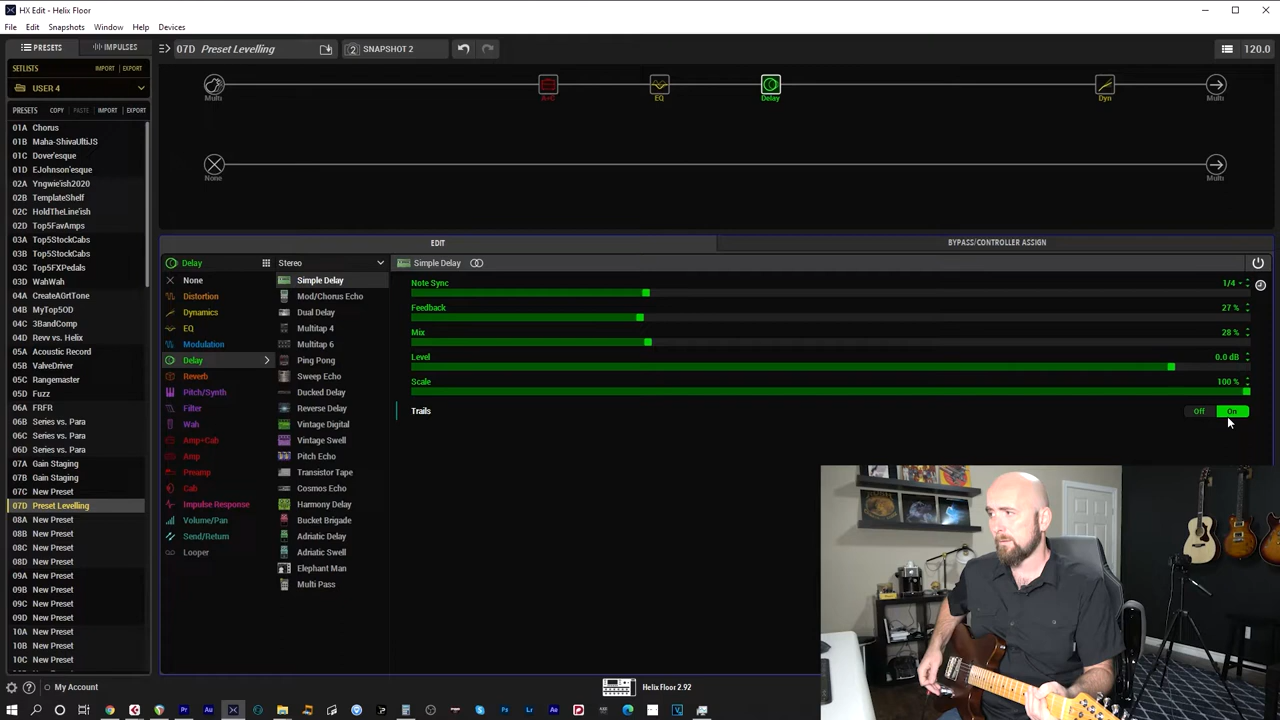 HX Edit - Helix Floor
File Edit Snapshots Window Help Devices
PRESETS IMPULSES
07D Preset Levelling
2 SNAPSHOT 2
120.0
SETLISTS IMPORT EXPORT
USER 4
PRESETS COPY PASTE IMPORT EXPORT
01A Chorus
01B Maha-ShivaUltiJS
01C Dover'esque
01D EJohnson'esque
02A Yngwie'ish2020
02B TemplateShelf
02C HoldTheLine'ish
02D Top5FavAmps
03A Top5StockCabs
03B Top5StockCabs
03C Top5FXPedals
03D WahWah
04A CreateAGrtTone
04B MyTop5OD
04C 3BandComp
04D Revv vs. Helix
05A Acoustic Record
05B ValveDriver
05C Rangemaster
05D Fuzz
06A FRFR
06B Series vs. Para
06C Series vs. Para
06D Series vs. Para
07A Gain Staging
07B Gain Staging
07C New Preset
07D Preset Levelling
08A New Preset
08B New Preset
08C New Preset
08D New Preset
09A New Preset
09B New Preset
09C New Preset
09D New Preset
10A New Preset
10B New Preset
10C New Preset
My Account
Multi A+C EQ Delay Dyn Multi
None Multi
EDIT BYPASS/CONTROLLER ASSIGN
Delay
None
Distortion
Dynamics
EQ
Modulation
Delay
Reverb
Pitch/Synth
Filter
Wah
Amp+Cab
Amp
Preamp
Cab
Impulse Response
Volume/Pan
Send/Return
Looper
Stereo
Simple Delay
Mod/Chorus Echo
Dual Delay
Multitap 4
Multitap 6
Ping Pong
Sweep Echo
Ducked Delay
Reverse Delay
Vintage Digital
Vintage Swell
Pitch Echo
Transistor Tape
Cosmos Echo
Harmony Delay
Bucket Brigade
Adriatic Delay
Adriatic Swell
Elephant Man
Multi Pass
Simple Delay
Note Sync 1/4
Feedback 27 %
Mix 28 %
Level 0.0 dB
Scale 100 %
Trails Off On
Helix Floor 2.92